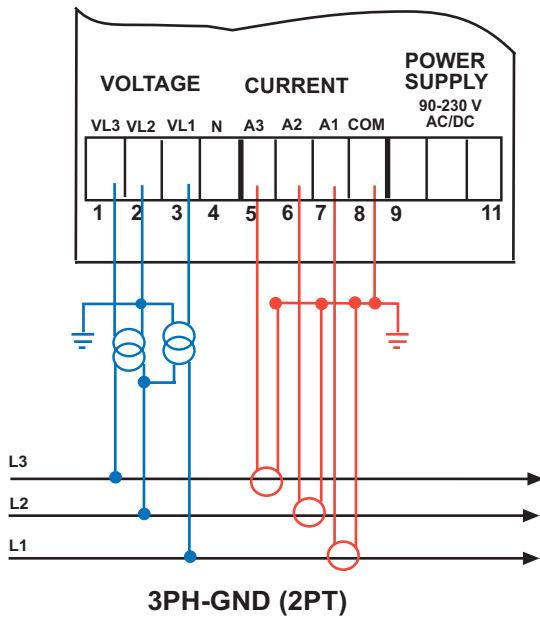 POWER
SUPPLY
VOLTAGE CURRENT
90-230 V
AC/DC
VL3 VL2 VL1 N A3 A2 A1 COM
1 2 3 4 5 6 7 8 9 11
L3
L2
L1
3PH-GND (2PT)